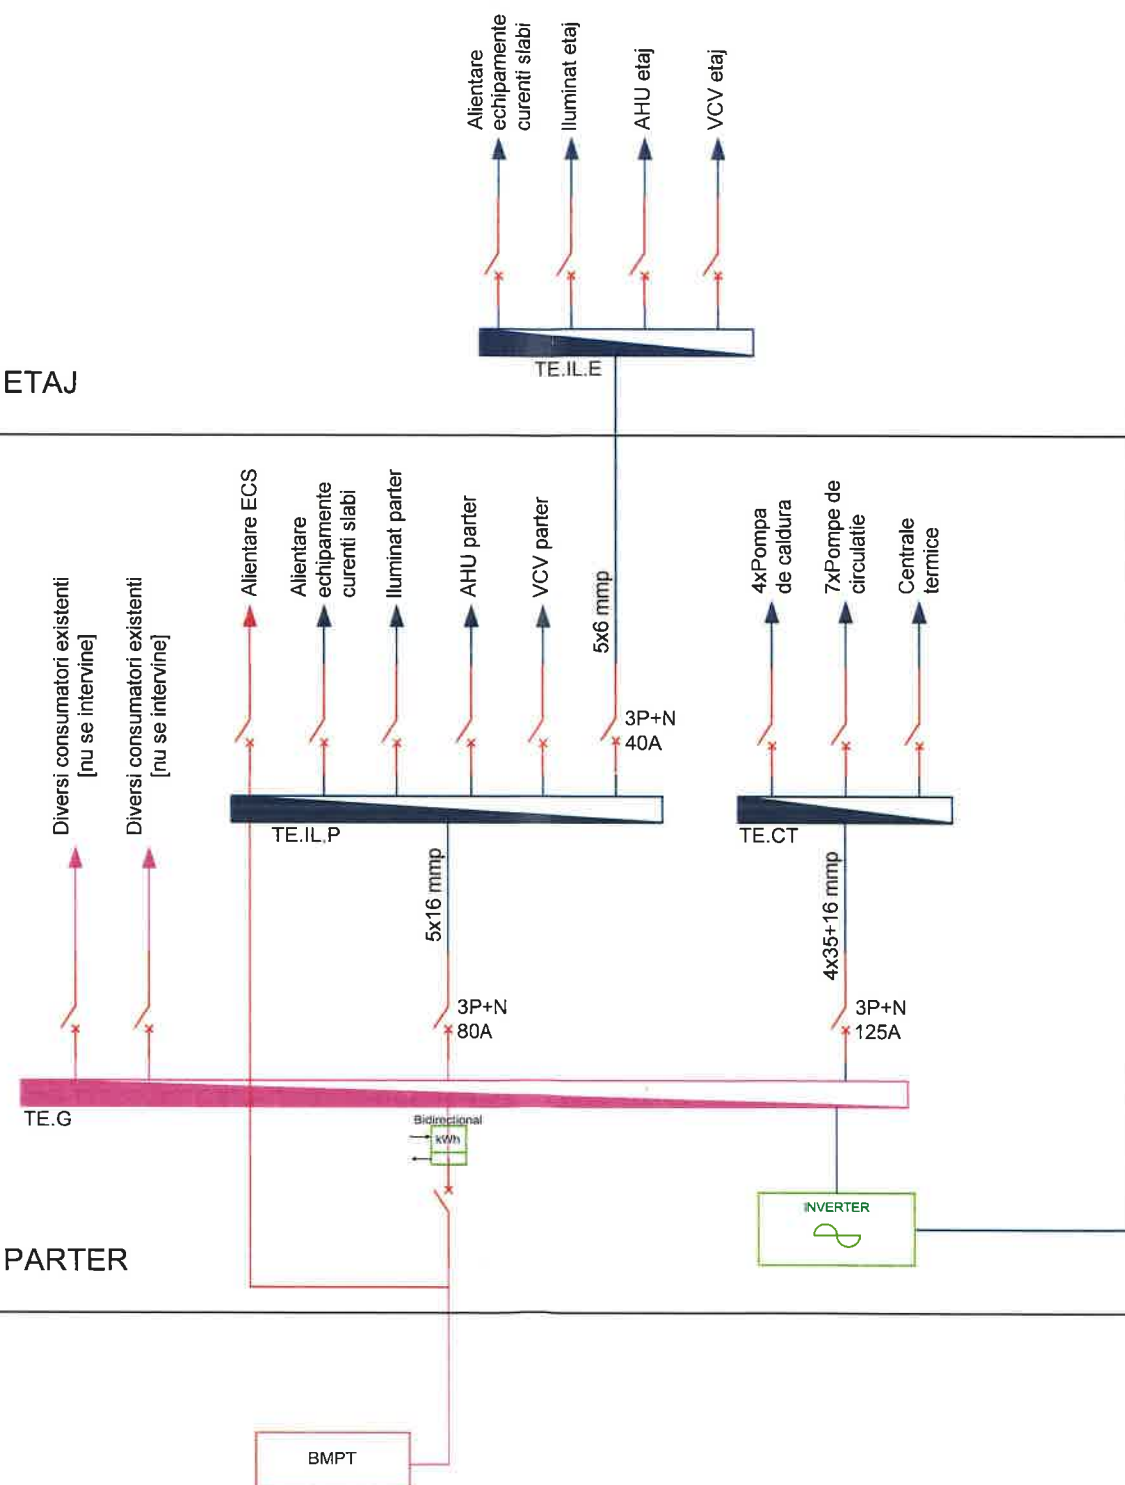 Alientare
echipamente
curenti slabi
Iluminat etaj
AHU etaj
VCV etaj
TE.IL.E
ETAJ
Diversi consumatori existenti
[nu se intervine]
Diversi consumatori existenti
[nu se intervine]
Alientare ECS
Alientare
echipamente
curenti slabi
Iluminat parter
AHU parter
VCV parter
5x6 mmp
3P+N
40A
4xPompa
de caldura
7xPompe de
circulatie
Centrale
termice
TE.IL.P
TE.CT
5x16 mmp
4x35+16 mmp
3P+N
80A
3P+N
125A
TE.G
Bidirectional
kWh
INVERTER
PARTER
BMPT